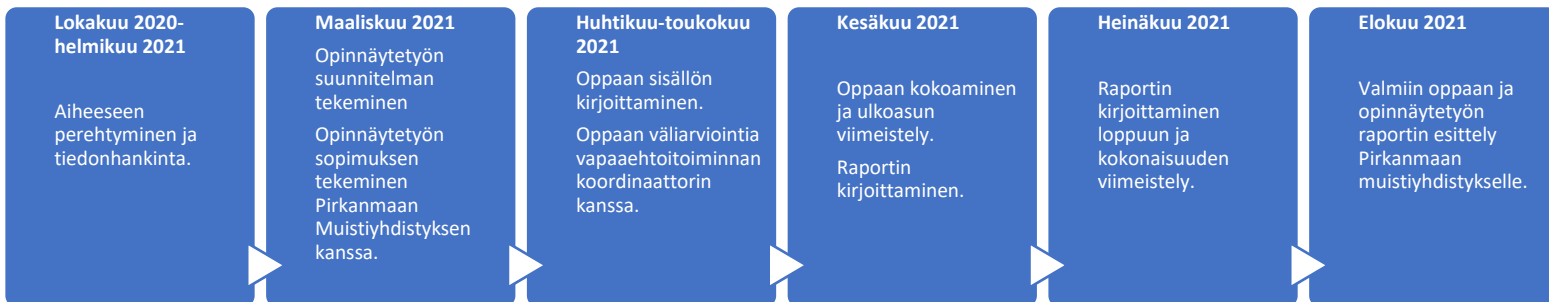 Lokakuu 2020-
helmikuu 2021
Aiheeseen
perehtyminen ja
tiedonhankinta.
Maaliskuu 2021
Opinnäytetyön
suunnitelman
tekeminen
Opinnäytetyön
sopimuksen
tekeminen
Pirkanmaan
Muistiyhdistyksen
kanssa.
Huhtikuu-toukokuu
2021
Oppaan sisällön
kirjoittaminen.
Oppaan väliarviointia
vapaaehtoitoiminnan
koordinaattorin
kanssa.
Kesäkuu 2021
Oppaan kokoaminen
ja ulkoasun
viimeistely.
Raportin
kirjoittaminen.
Heinäkuu 2021
Raportin
kirjoittaminen
loppuun ja
kokonaisuuden
viimeistely.
Elokuu 2021
Valmiin oppaan ja
opinnäytetyön
raportin esittely
Pirkanmaan
muistiyhdistykselle.